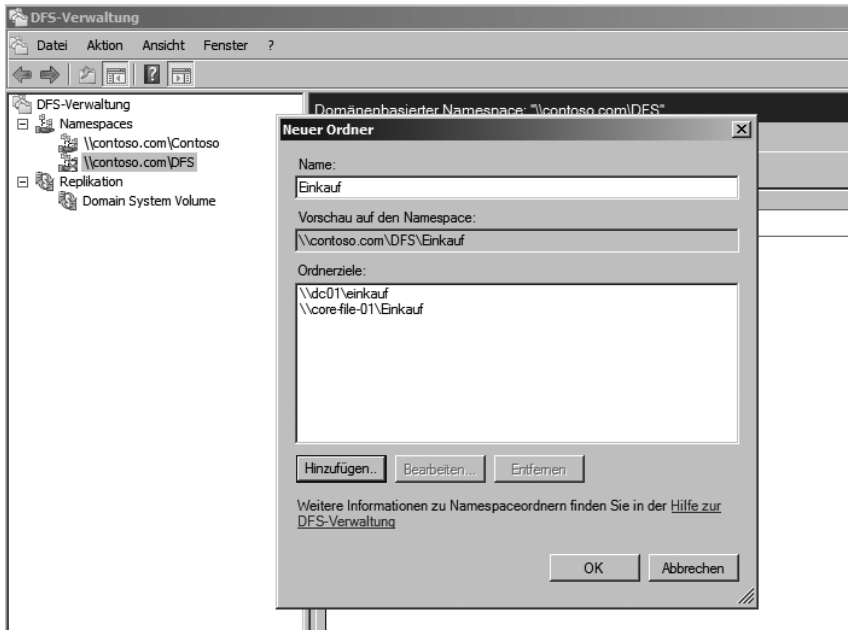 DFS-Verwaltung
Datei Aktion Ansicht Fenster ?
DFS-Verwaltung
Namespaces
\\contoso.com\Contoso
\\contoso.com\DFS
Replikation
Domain System Volume
Domänenbasierter Namespace: "\\contoso.com\DFS"
Neuer Ordner
Name:
Einkauf
Vorschau auf den Namespace:
\\contoso.com\DFS\Einkauf
Ordnerziele:
\\dc01\einkauf
\\core-file-01\Einkauf
Hinzufügen.. Bearbeiten... Entfernen
Weitere Informationen zu Namespaceordnern finden Sie in der Hilfe zur
DFS-Verwaltung
OK Abbrechen